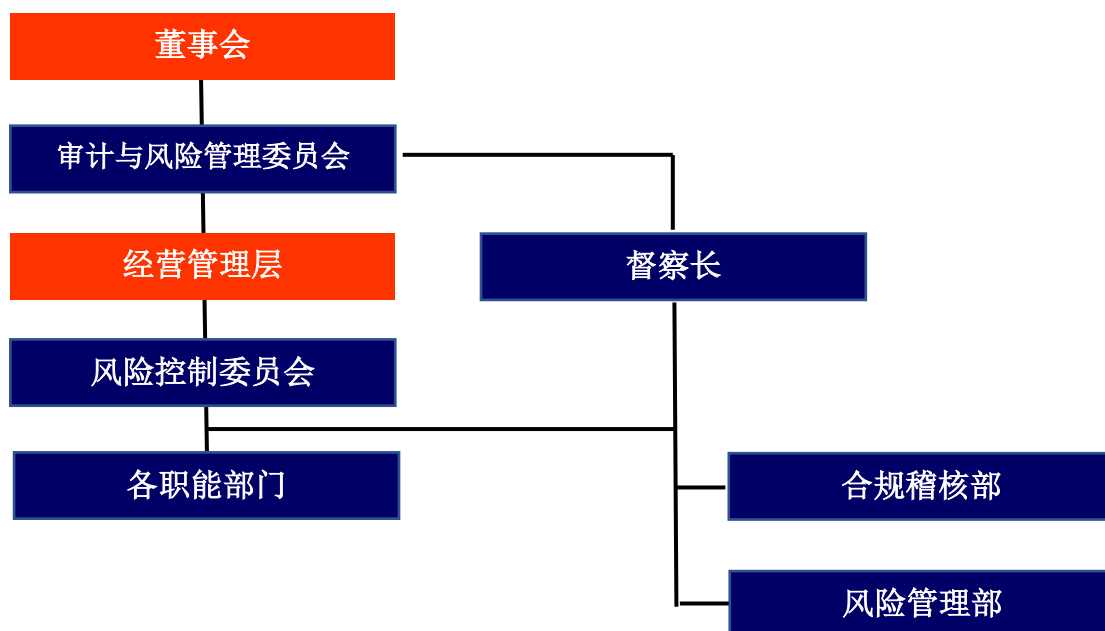 董事会
审计与风险管理委员会
经营管理层
督察长
风险控制委员会
各职能部门
合规稽核部
风险管理部